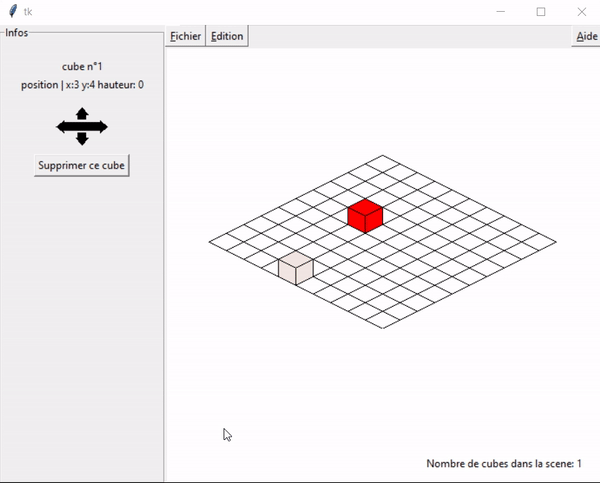 tk
Infos
Fichier Edition Aide
cube n°1
position | x:3 y:4 hauteur: 0
Supprimer ce cube
Nombre de cubes dans la scene: 1